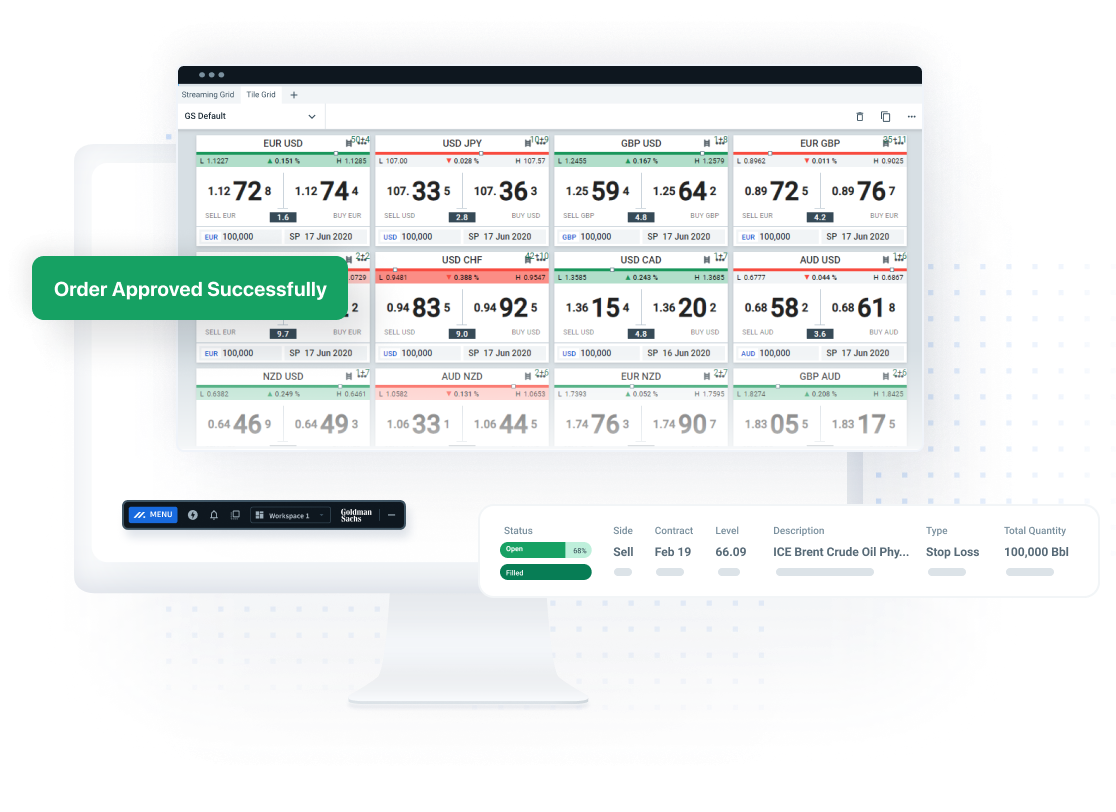 Streaming Grid Tile Grid +
GS Default
EUR USD 50+4 USD JPY 10+9 GBP USD 1+8 EUR GBP 35+11
L 1.1227 ▲ 0.151 % H 1.1285 L 107.00 ▼ 0.028 % H 107.57 L 1.2455 ▲ 0.167 % H 1.2579 L 0.8962 ▼ 0.011 % H 0.9025
1.12 72 8 1.12 74 4 107. 33 5 107. 36 3 1.25 59 4 1.25 64 2 0.89 72 5 0.89 76 7
SELL EUR 1.6 BUY EUR SELL USD 2.8 BUY USD SELL GBP 4.8 BUY GBP SELL EUR 4.2 BUY EUR
EUR 100,000 SP 17 Jun 2020 USD 100,000 SP 17 Jun 2020 GBP 100,000 SP 17 Jun 2020 EUR 100,000 SP 17 Jun 2020
2+2 USD CHF 42+10 USD CAD 1+7 AUD USD 1+6
.0729 L 0.9481 ▼ 0.388 % H 0.9547 L 1.3585 ▲ 0.243 % H 1.3685 L 0.6777 ▼ 0.044 % H 0.6867
Order Approved Successfully
2 0.94 83 5 0.94 92 5 1.36 15 4 1.36 20 2 0.68 58 2 0.68 61 8
SELL EUR 9.7 BUY EUR SELL USD 9.0 BUY USD SELL USD 4.8 BUY USD SELL AUD 3.6 BUY AUD
EUR 100,000 SP 17 Jun 2020 USD 100,000 SP 17 Jun 2020 USD 100,000 SP 16 Jun 2020 AUD 100,000 SP 17 Jun 2020
NZD USD 1+7 AUD NZD 2+6 EUR NZD 2+7 GBP AUD 2+6
L 0.6382 ▲ 0.249 % H 0.6461 L 1.0582 ▼ 0.131 % H 1.0653 L 1.7393 ▲ 0.052 % H 1.7595 L 1.8274 ▲ 0.208 % H 1.8425
0.64 46 9 0.64 49 3 1.06 33 1 1.06 44 5 1.74 76 3 1.74 90 7 1.83 05 5 1.83 17 5
MENU Workspace 1 Goldman
Sachs
Status Side Contract Level Description Type Total Quantity
Open 68% Sell Feb 19 66.09 ICE Brent Crude Oil Phy... Stop Loss 100,000 Bbl
Filled